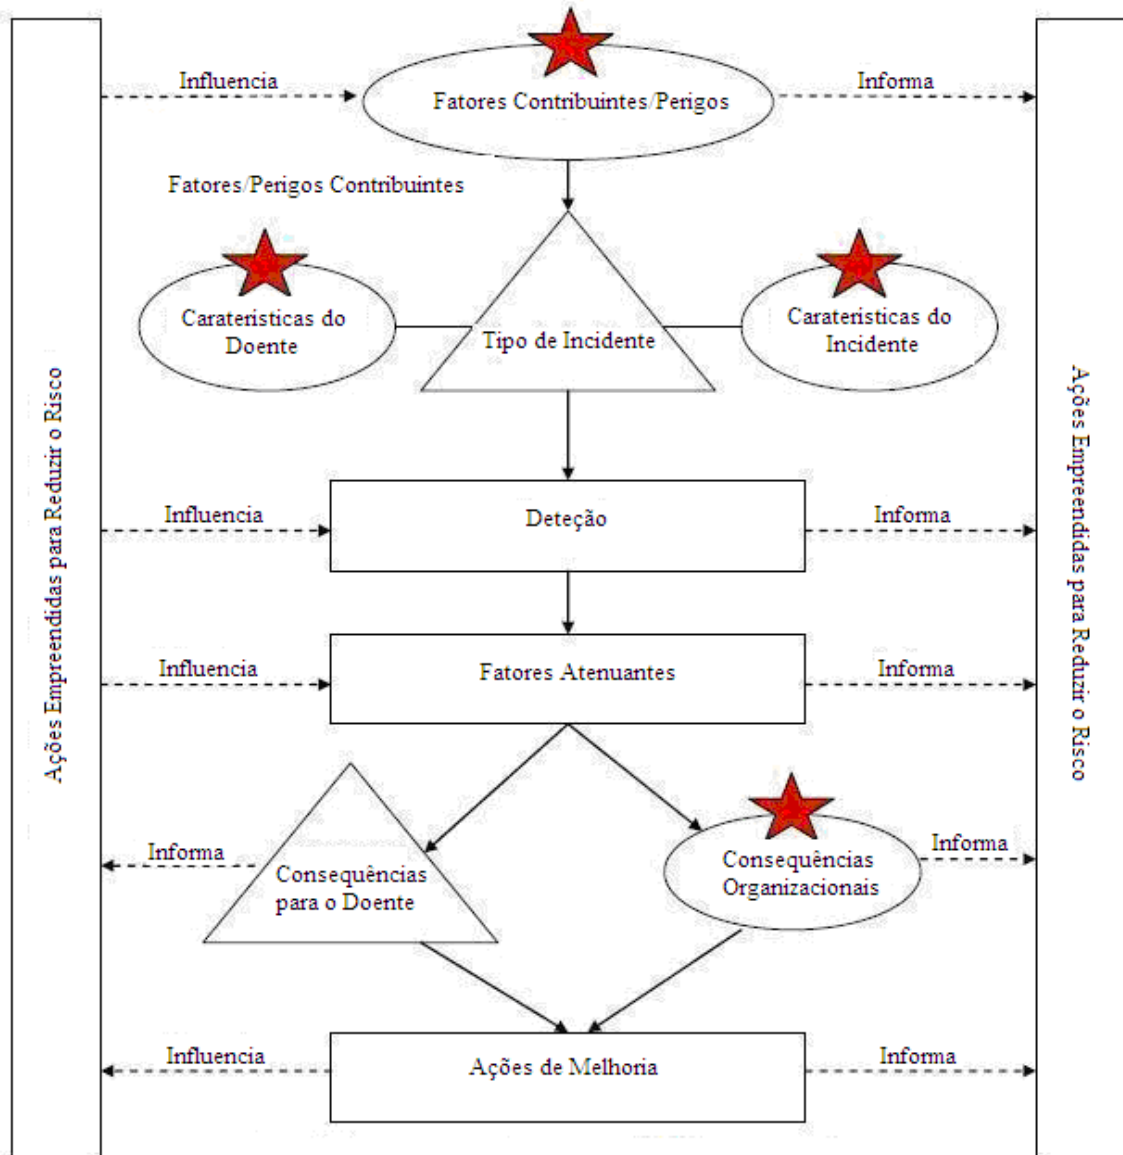 Influencia
Fatores Contribuintes/Perigos
Informa
Fatores/Perigos Contribuintes
Carateristicas do
Doente
Tipo de Incidente
Carateristicas do
Incidente
Ações Empreendidas para Reduzir o Risco
Ações Empreendidas para Reduzir o Risco
Influencia
Deteção
Informa
Influencia
Fatores Atenuantes
Informa
Informa
Consequências
para o Doente
Consequências
Organizacionais
Informa
Influencia
Ações de Melhoria
Informa